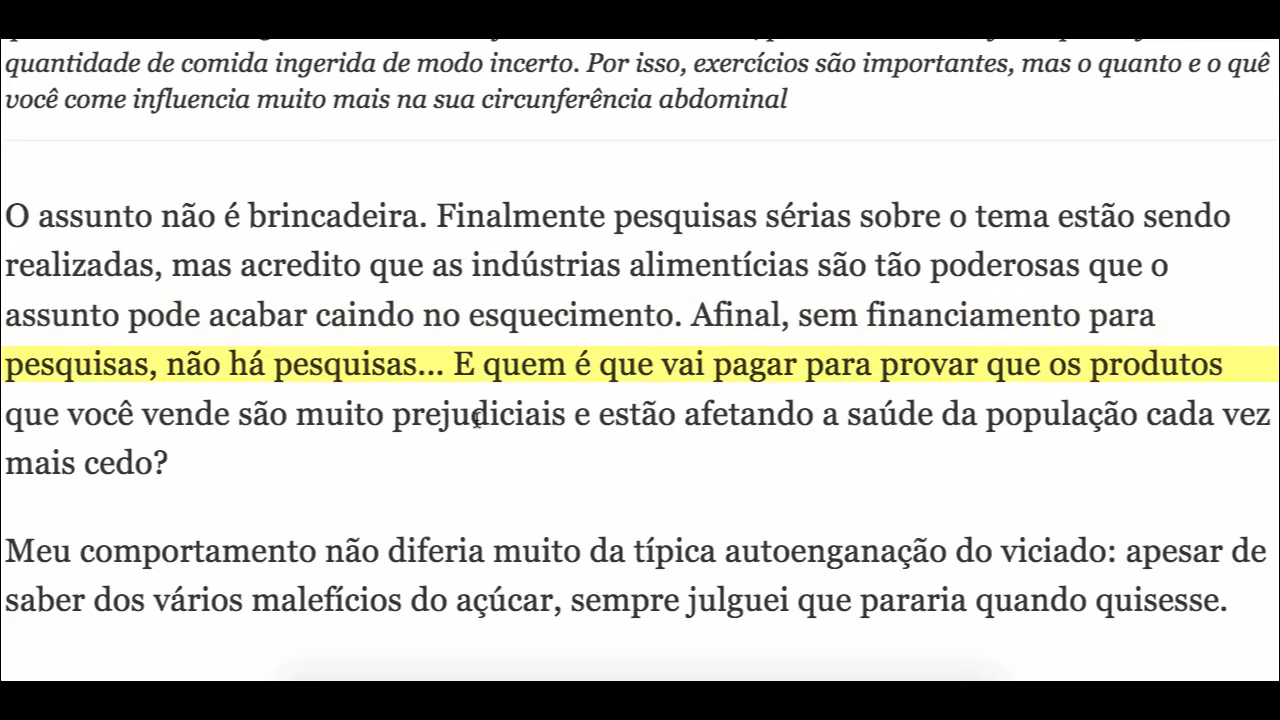 quantidade de comida ingerida de modo incerto. Por isso, exercícios são importantes, mas o quanto e o quê
você come influencia muito mais na sua circunferência abdominal
O assunto não é brincadeira. Finalmente pesquisas sérias sobre o tema estão sendo
realizadas, mas acredito que as indústrias alimentícias são tão poderosas que o
assunto pode acabar caindo no esquecimento. Afinal, sem financiamento para
pesquisas, não há pesquisas... E quem é que vai pagar para provar que os produtos
que você vende são muito prejudiciais e estão afetando a saúde da população cada vez
mais cedo?
Meu comportamento não diferia muito da típica autoenganação do viciado: apesar de
saber dos vários malefícios do açúcar, sempre julguei que pararia quando quisesse.